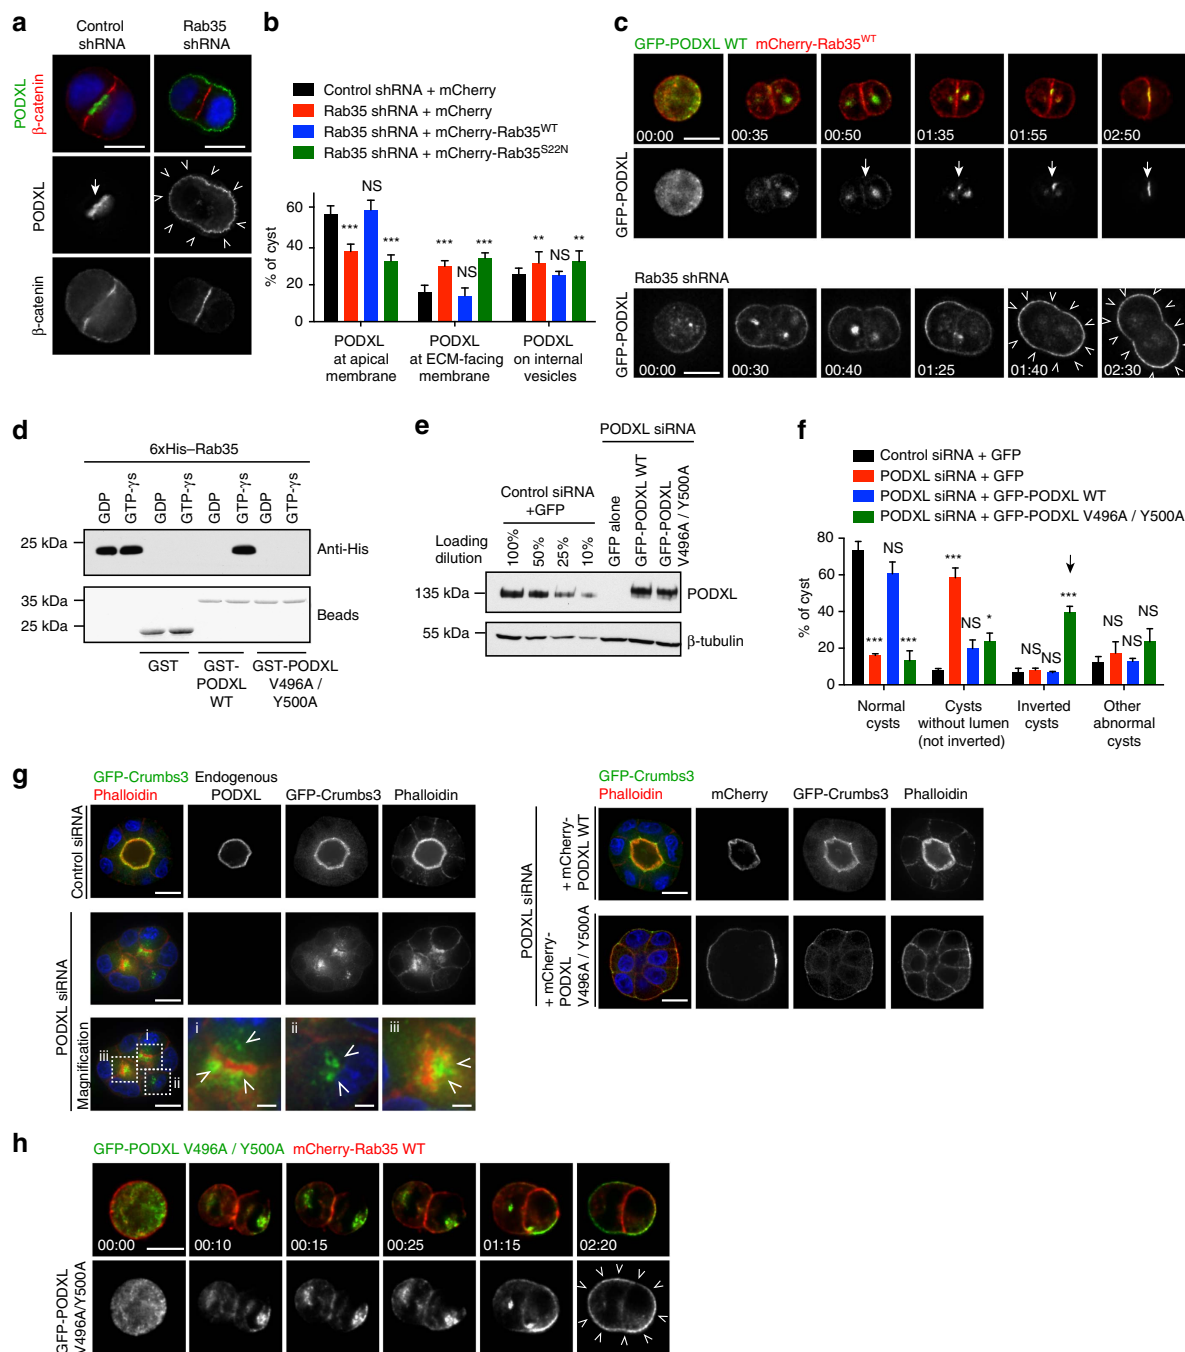 a
Control
shRNA
Rab35
shRNA
PODXL
β-catenin
PODXL
β-catenin
b
Control shRNA + mCherry
Rab35 shRNA + mCherry
Rab35 shRNA + mCherry-Rab35WT
Rab35 shRNA + mCherry-Rab35S22N
% of cyst
60
40
20
0
***
NS
***
***
NS
***
**
NS
**
PODXL
at apical
membrane
PODXL
at ECM-facing
membrane
PODXL
on internal
vesicles
c
GFP-PODXL WT mCherry-Rab35WT
00:00
00:35
00:50
01:35
01:55
02:50
GFP-PODXL
Rab35 shRNA
GFP-PODXL
00:00
00:30
00:40
01:25
01:40
02:30
d
6xHis–Rab35
GDP
GTP-γs
GDP
GTP-γs
GDP
GTP-γs
GDP
GTP-γs
25 kDa
Anti-His
35 kDa
25 kDa
Beads
GST
GST-
PODXL
WT
GST-PODXL
V496A /
Y500A
e
PODXL siRNA
Control siRNA
+GFP
GFP alone
GFP-PODXL WT
GFP-PODXL
V496A / Y500A
Loading
dilution
100%
50%
25%
10%
135 kDa
PODXL
55 kDa
β-tubulin
f
Control siRNA + GFP
PODXL siRNA + GFP
PODXL siRNA + GFP-PODXL WT
PODXL siRNA + GFP-PODXL V496A / Y500A
% of cyst
80
60
40
20
0
***
NS
***
***
NS
*
NS
NS
***
NS
NS
NS
Normal
cysts
Cysts
without lumen
(not inverted)
Inverted
cysts
Other
abnormal
cysts
g
GFP-Crumbs3
Phalloidin
Endogenous
PODXL
GFP-Crumbs3
Phalloidin
Control siRNA
PODXL siRNA
Magnification
i
iii
ii
i
ii
iii
GFP-Crumbs3
Phalloidin
mCherry
GFP-Crumbs3
Phalloidin
PODXL siRNA
+ mCherry-
PODXL WT
+ mCherry-
PODXL
V496A / Y500A
h
GFP-PODXL V496A / Y500A mCherry-Rab35 WT
00:00
00:10
00:15
00:25
01:15
02:20
GFP-PODXL
V496A/Y500A